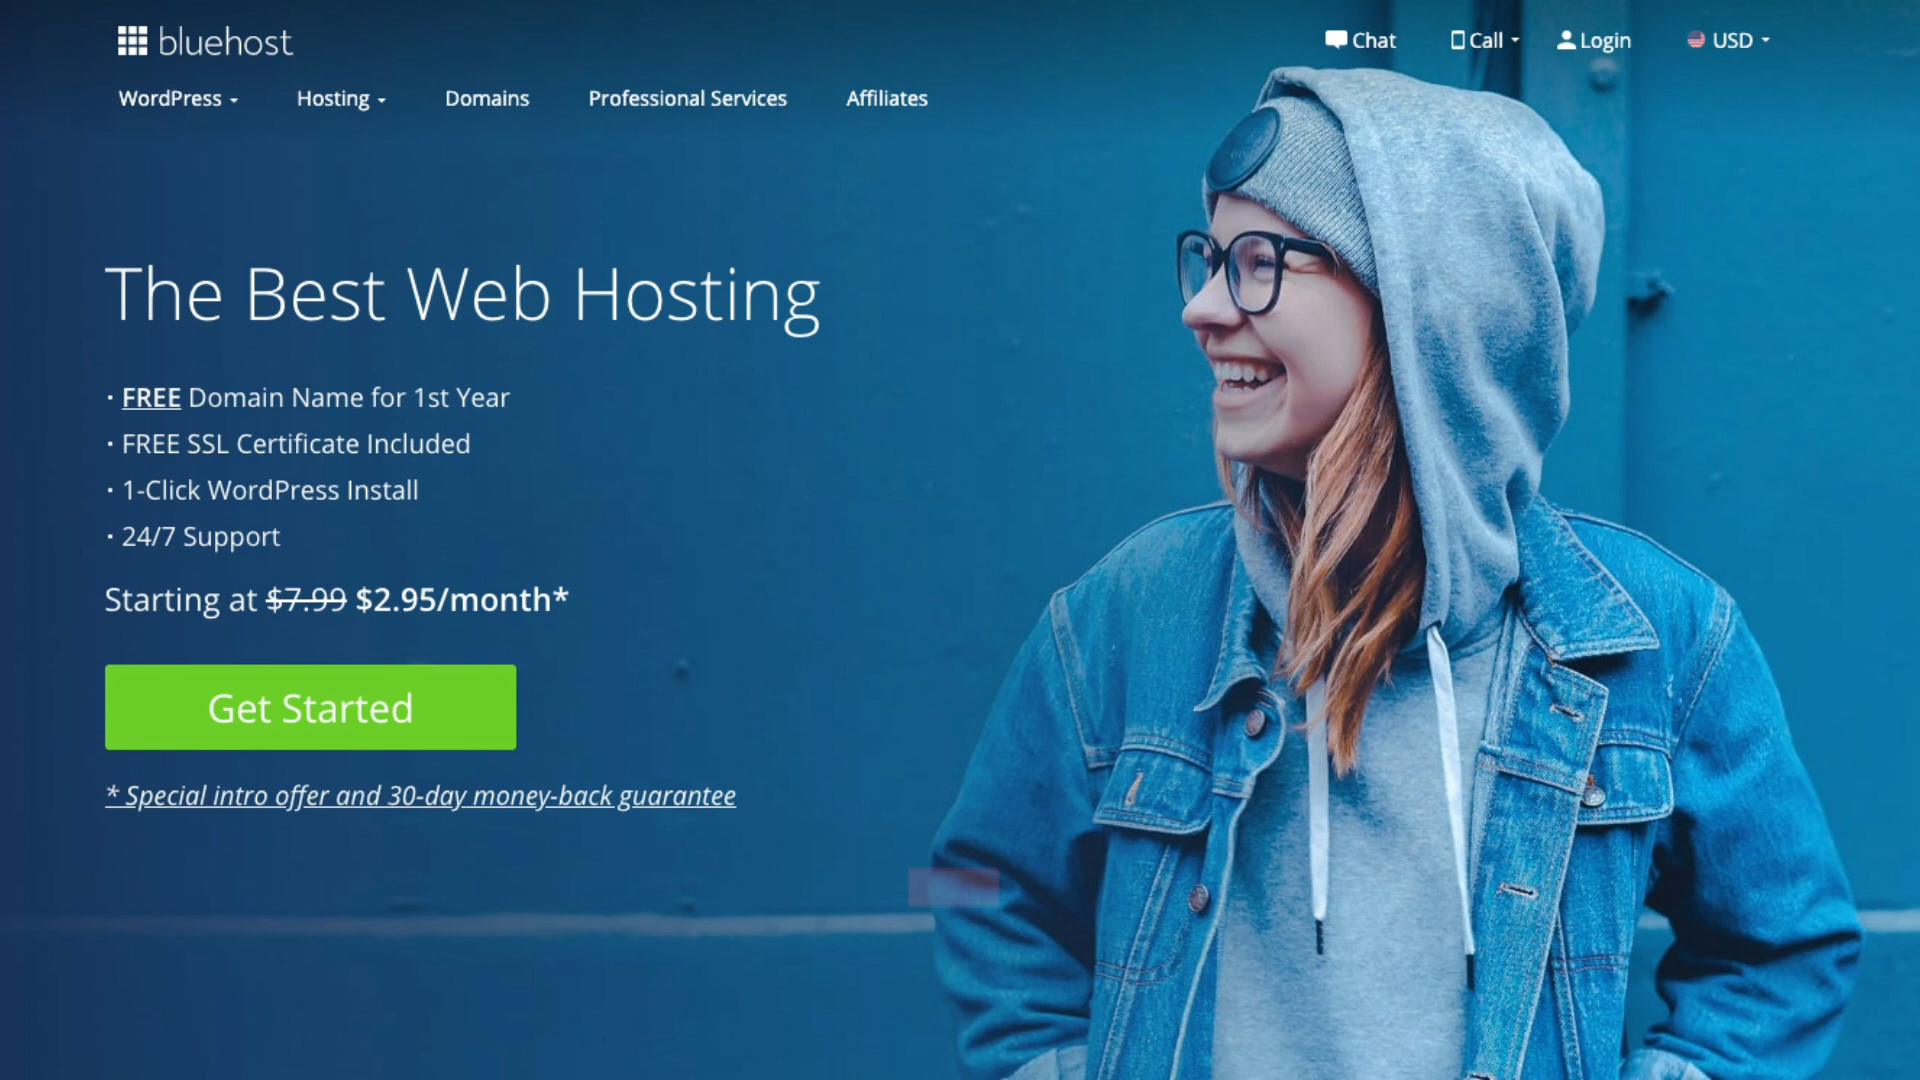 bluehost
Chat
Call
Login
USD
WordPress
Hosting
Domains
Professional Services
Affiliates
The Best Web Hosting
· FREE Domain Name for 1st Year
· FREE SSL Certificate Included
· 1-Click WordPress Install
· 24/7 Support
Starting at $7.99 $2.95/month*
Get Started
* Special intro offer and 30-day money-back guarantee